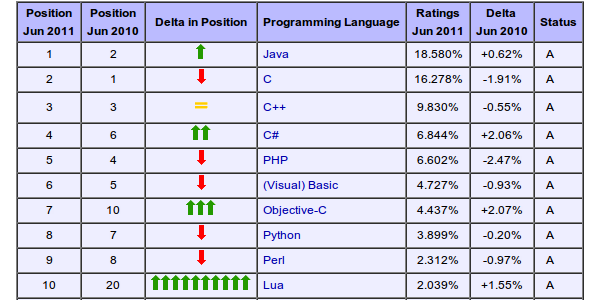 Position Jun 2011 Position Jun 2010 Delta in Position Programming Language Ratings Jun 2011 Delta Jun 2010 Status
1 2 Java 18.580% +0.62% A
2 1 C 16.278% -1.91% A
3 3 C++ 9.830% -0.55% A
4 6 C# 6.844% +2.06% A
5 4 PHP 6.602% -2.47% A
6 5 (Visual) Basic 4.727% -0.93% A
7 10 Objective-C 4.437% +2.07% A
8 7 Python 3.899% -0.20% A
9 8 Perl 2.312% -0.97% A
10 20 Lua 2.039% +1.55% A